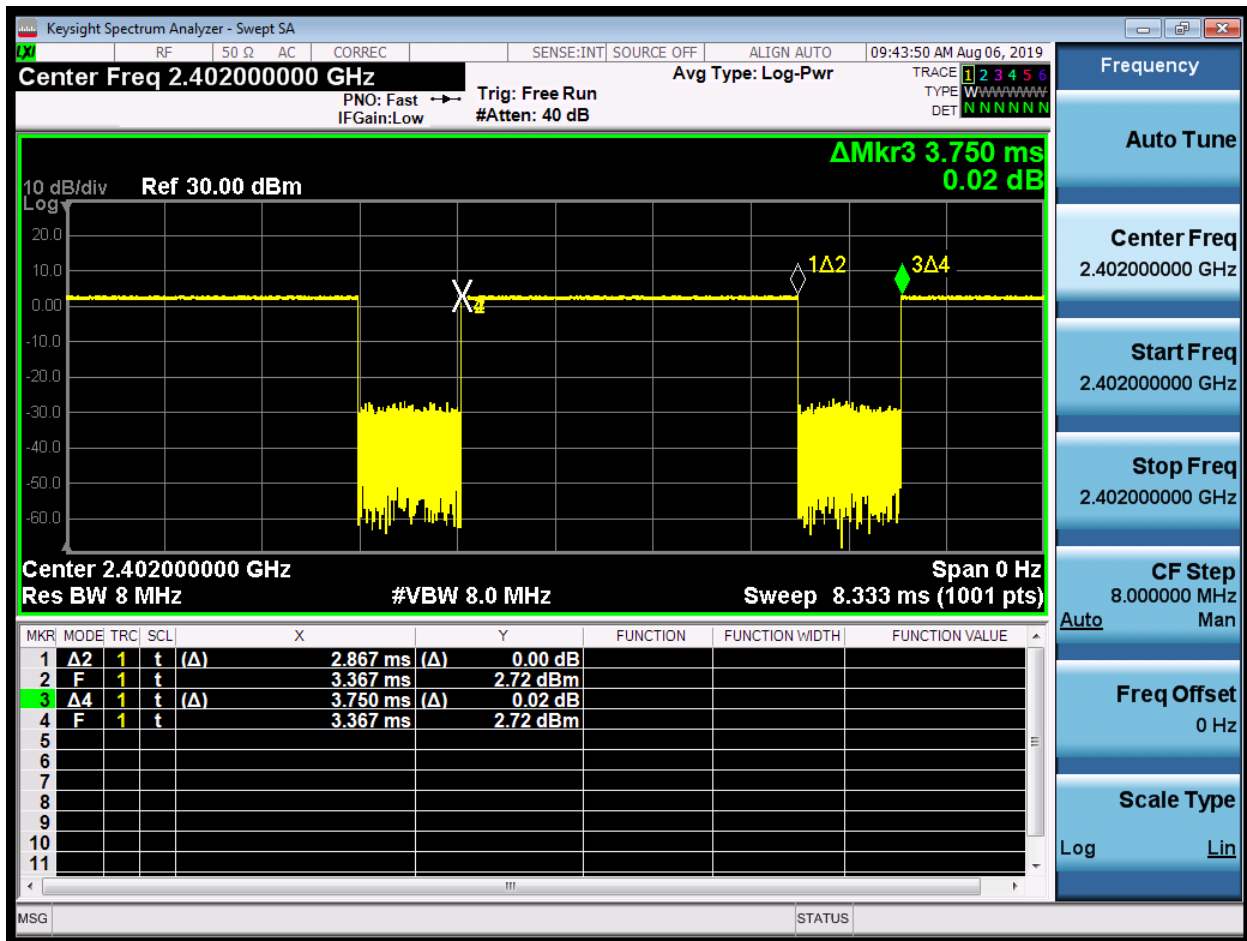 Keysight Spectrum Analyzer - Swept SA
LXI RF 50 Ω AC CORREC SENSE:INT SOURCE OFF ALIGN AUTO 09:43:50 AM Aug 06, 2019
Center Freq 2.402000000 GHz
PNO: Fast
IFGain:Low
Trig: Free Run
#Atten: 40 dB
Avg Type: Log-Pwr
TRACE 1 2 3 4 5 6
TYPE WWWWWW
DET N N N N N N
ΔMkr3 3.750 ms
0.02 dB
10 dB/div Ref 30.00 dBm
Log
20.0
10.0
0.00
-10.0
-20.0
-30.0
-40.0
-50.0
-60.0
1Δ2
3Δ4
X
Center 2.402000000 GHz Span 0 Hz
Res BW 8 MHz #VBW 8.0 MHz Sweep 8.333 ms (1001 pts)
MKR MODE TRC SCL X Y FUNCTION FUNCTION WIDTH FUNCTION VALUE
1 Δ2 1 t (Δ) 2.867 ms (Δ) 0.00 dB
2 F 1 t 3.367 ms 2.72 dBm
3 Δ4 1 t (Δ) 3.750 ms (Δ) 0.02 dB
4 F 1 t 3.367 ms 2.72 dBm
5
6
7
8
9
10
11
MSG STATUS
Frequency
Auto Tune
Center Freq
2.402000000 GHz
Start Freq
2.402000000 GHz
Stop Freq
2.402000000 GHz
CF Step
8.000000 MHz
Auto Man
Freq Offset
0 Hz
Scale Type
Log Lin